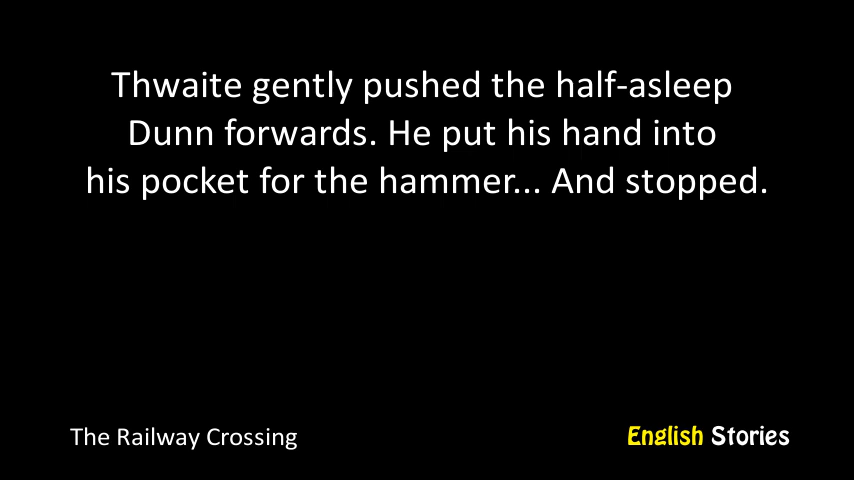 Thwaite gently pushed the half-asleep
Dunn forwards. He put his hand into
his pocket for the hammer... And stopped.
The Railway Crossing
English Stories